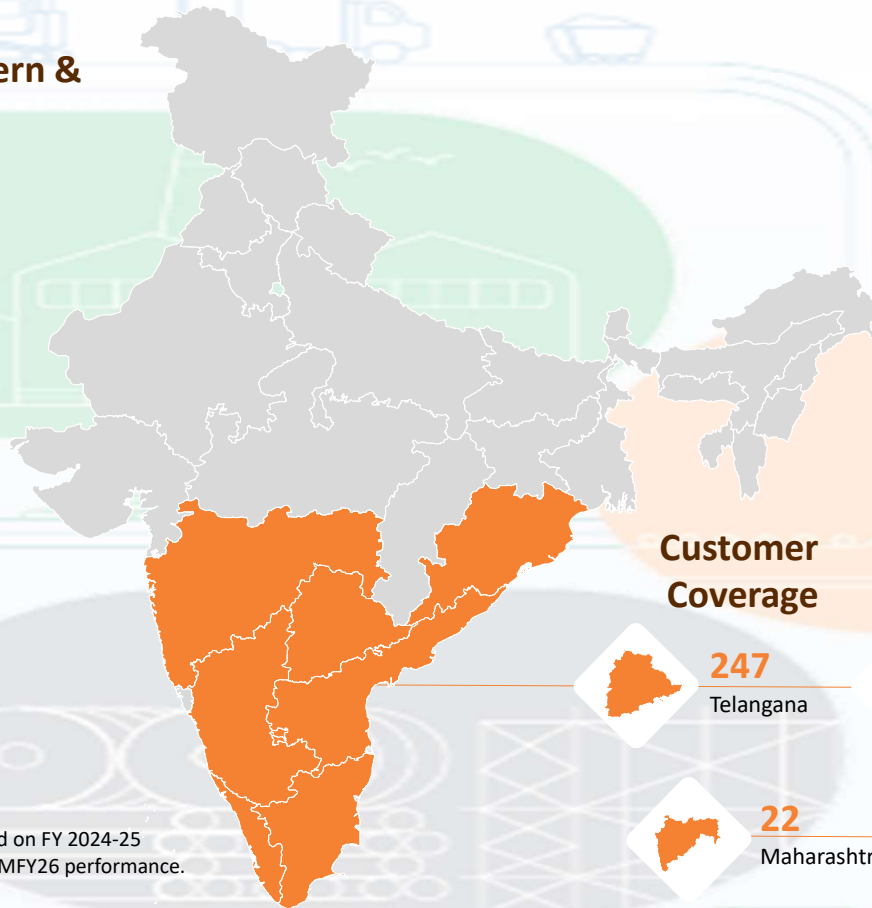 ern &
Customer
Coverage
247
Telangana
22
Maharashtr
d on FY 2024-25
MFY26 performance.